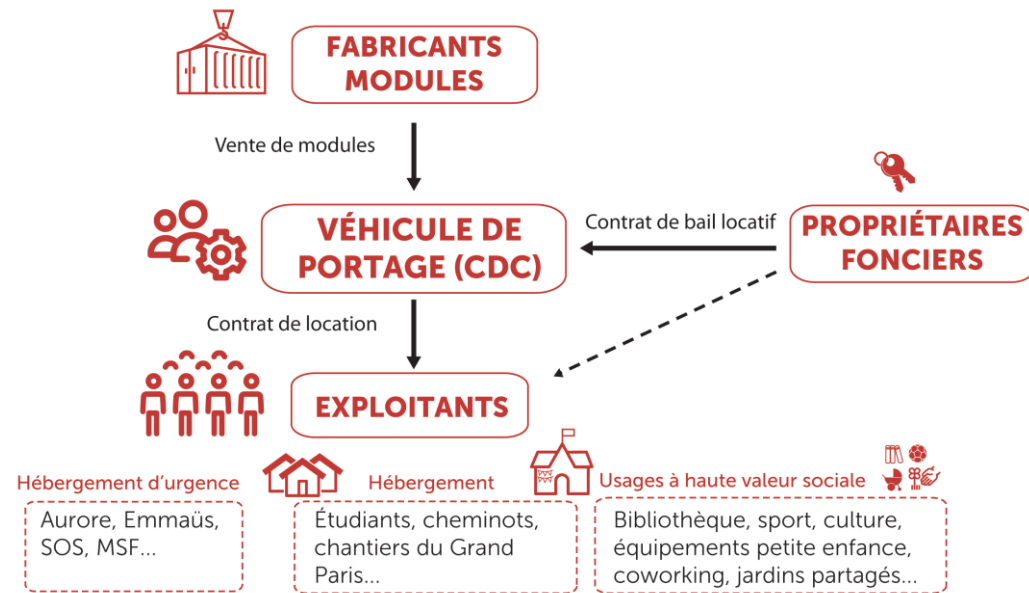 FABRICANTS
MODULES
Vente de modules
VÉHICULE DE
PORTAGE (CDC)
Contrat de bail locatif
PROPRIÉTAIRES
FONCIERS
Contrat de location
EXPLOITANTS
Hébergement d’urgence
Aurore, Emmaüs,
SOS, MSF...
Hébergement
Étudiants, cheminots,
chantiers du Grand
Paris...
Usages à haute valeur sociale
Bibliothèque, sport, culture,
équipements petite enfance,
coworking, jardins partagés...